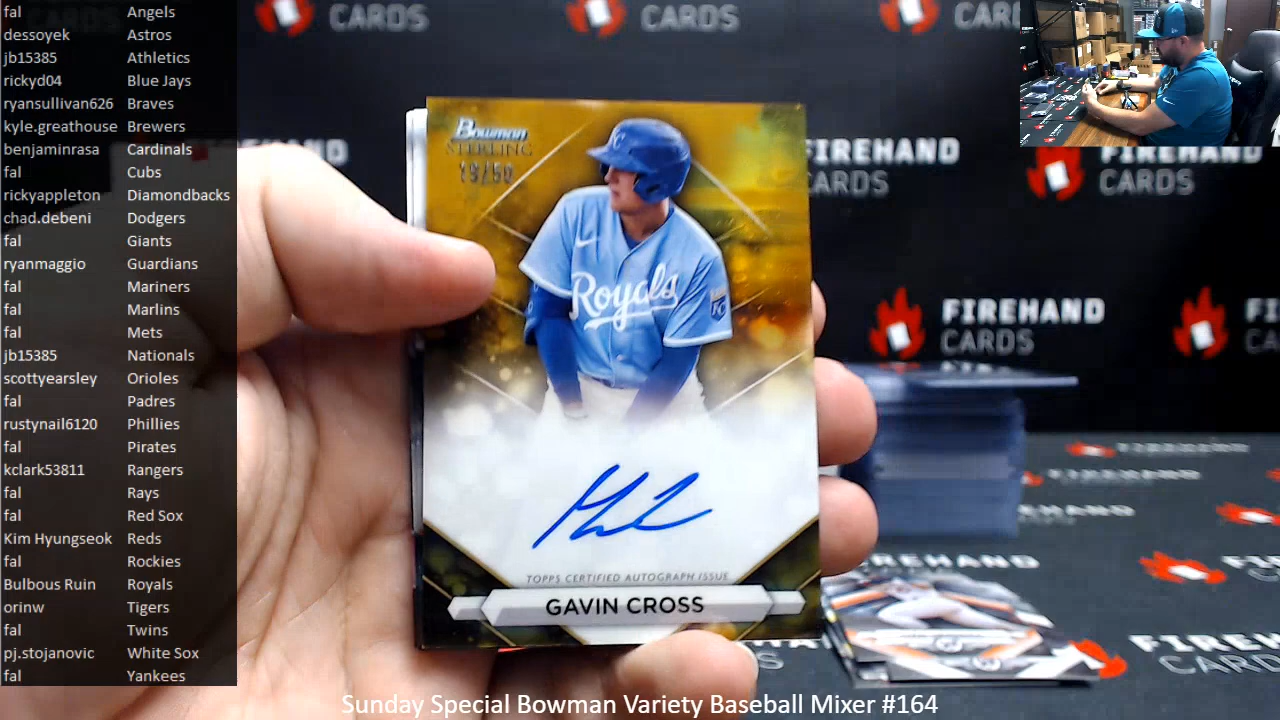 fal Angels
dessoyek Astros
jb15385 Athletics
rickyd04 Blue Jays
ryansullivan626 Braves
kyle.greathouse Brewers
benjaminrasa Cardinals
fal Cubs
rickyappleton Diamondbacks
chad.debeni Dodgers
fal Giants
ryanmaggio Guardians
fal Mariners
fal Marlins
fal Mets
jb15385 Nationals
scottyearsley Orioles
fal Padres
rustynail6120 Phillies
fal Pirates
kclark53811 Rangers
fal Rays
fal Red Sox
Kim Hyungseok Reds
fal Rockies
Bulbous Ruin Royals
orinw Tigers
fal Twins
pj.stojanovic White Sox
fal Yankees
CARDS
CARDS
Bowman
STERLING
Royals
KC
TOPPS CERTIFIED AUTOGRAPH ISSUE
GAVIN CROSS
FIREHAND
CARDS
FIREHAND
CARDS
FIREHAND
CARDS
Sunday Special Bowman Variety Baseball Mixer #164